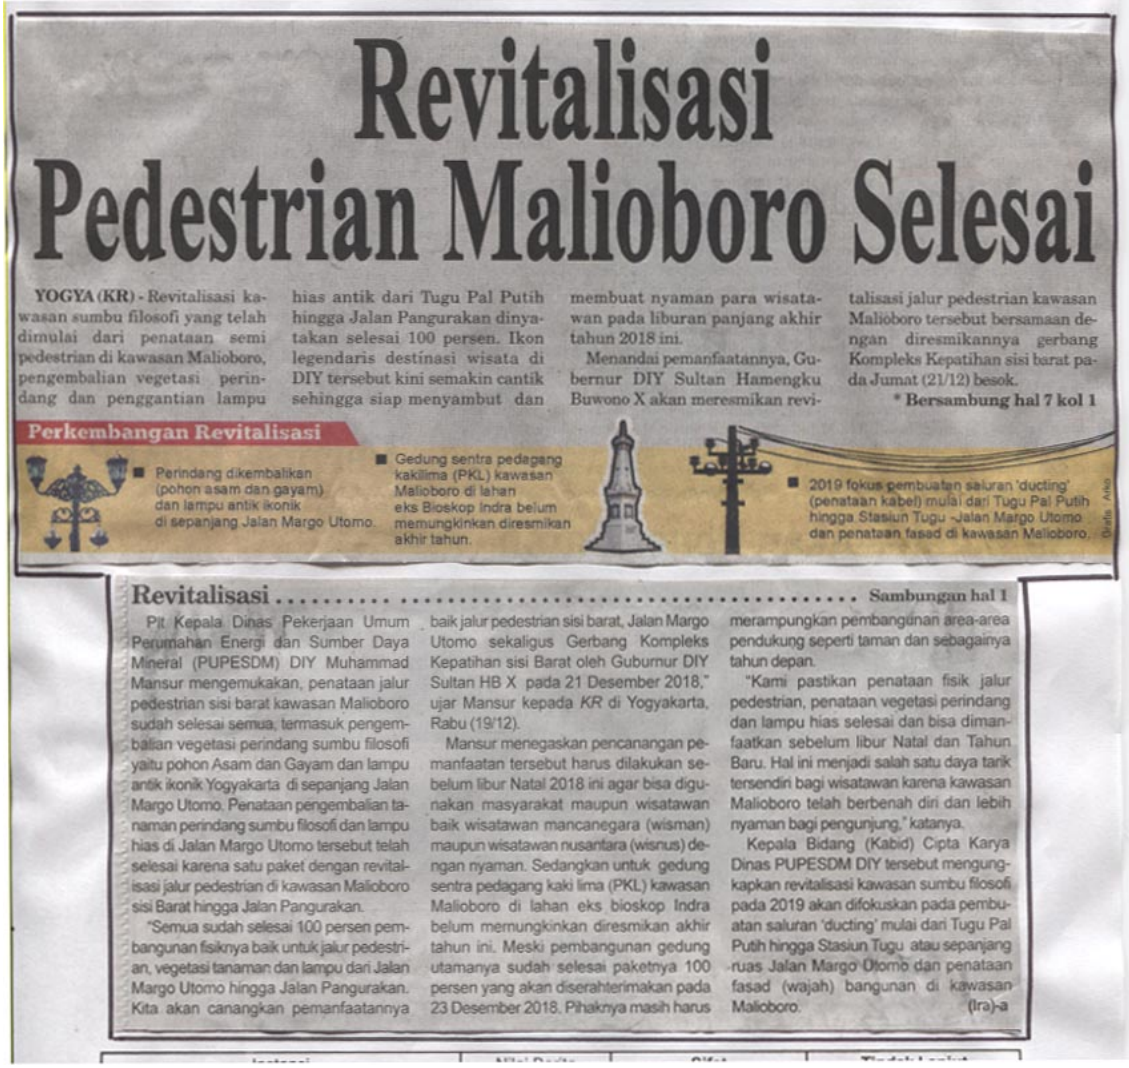 Revitalisasi
Pedestrian Malioboro Selesai
YOGYA (KR) - Revitalisasi ka-
wasan sumbu filosofi yang telah
dimulai dari penataan semi
pedestrian di kawasan Malioboro,
pengembalian vegetasi perin-
dang dan penggantian lampu
hias antik dari Tugu Pal Putih
hingga Jalan Pangurakan dinya-
takan selesai 100 persen. Ikon
legendaris destinasi wisata di
DIY tersebut kini semakin cantik
sehingga siap menyambut dan
membuat nyaman para wisata-
wan pada liburan panjang akhir
tahun 2018 ini.
Menandai pemanfaatannya, Gu-
bernur DIY Sultan Hamengku
Buwono X akan meresmikan revi-
talisasi jalur pedestrian kawasan
Malioboro tersebut bersamaan de-
ngan diresmikannya gerbang
Kompleks Kepatihan sisi barat pa-
da Jumat (21/12) besok.
* Bersambung hal 7 kol 1
Perkembangan Revitalisasi
■ Perindang dikembalikan
(pohon asam dan gayam)
dan lampu antik ikonik
di sepanjang Jalan Margo Utomo.
■ Gedung sentra pedagang
kakilima (PKL) kawasan
Malioboro di lahan
eks Bioskop Indra belum
memungkinkan diresmikan
akhir tahun.
■ 2019 fokus pembuatan saluran 'ducting'
(penataan kabel) mulai dari Tugu Pal Putih
hingga Stasiun Tugu -Jalan Margo Utomo
dan penataan fasad di kawasan Malioboro.
Grafis : Arko
Revitalisasi . . . . . . . . . . . . . . . . . . . . . . . . . . . . . . Sambungan hal 1
Plt Kepala Dinas Pekerjaan Umum
Perumahan Energi dan Sumber Daya
Mineral (PUPESDM) DIY Muhammad
Mansur mengemukakan, penataan jalur
pedestrian sisi barat kawasan Malioboro
sudah selesai semua, termasuk pengem-
balian vegetasi perindang sumbu filosofi
yaitu pohon Asam dan Gayam dan lampu
antik ikonik Yogyakarta di sepanjang Jalan
Margo Utomo. Penataan pengembalian ta-
naman perindang sumbu filosofi dan lampu
hias di Jalan Margo Utomo tersebut telah
selesai karena satu paket dengan revital-
isasi jalur pedestrian di kawasan Malioboro
sisi Barat hingga Jalan Pangurakan.
"Semua sudah selesai 100 persen pem-
bangunan fisiknya baik untuk jalur pedestri-
an, vegetasi tanaman dan lampu dari Jalan
Margo Utomo hingga Jalan Pangurakan.
Kita akan canangkan pemanfaatannya
baik jalur pedestrian sisi barat, Jalan Margo
Utomo sekaligus Gerbang Kompleks
Kepatihan sisi Barat oleh Guburnur DIY
Sultan HB X pada 21 Desember 2018,"
ujar Mansur kepada KR di Yogyakarta,
Rabu (19/12).
Mansur menegaskan pencanangan pe-
manfaatan tersebut harus dilakukan se-
belum libur Natal 2018 ini agar bisa digu-
nakan masyarakat maupun wisatawan
baik wisatawan mancanegara (wisman)
maupun wisatawan nusantara (wisnus) de-
ngan nyaman. Sedangkan untuk gedung
sentra pedagang kaki lima (PKL) kawasan
Malioboro di lahan eks bioskop Indra
belum memungkinkan diresmikan akhir
tahun ini. Meski pembangunan gedung
utamanya sudah selesai paketnya 100
persen yang akan diserahterimakan pada
23 Desember 2018. Pihaknya masih harus
merampungkan pembangunan area-area
pendukung seperti taman dan sebagainya
tahun depan.
"Kami pastikan penataan fisik jalur
pedestrian, penataan vegetasi perindang
dan lampu hias selesai dan bisa diman-
faatkan sebelum libur Natal dan Tahun
Baru. Hal ini menjadi salah satu daya tarik
tersendiri bagi wisatawan karena kawasan
Malioboro telah berbenah diri dan lebih
nyaman bagi pengunjung," katanya.
Kepala Bidang (Kabid) Cipta Karya
Dinas PUPESDM DIY tersebut mengung-
kapkan revitalisasi kawasan sumbu filosofi
pada 2019 akan difokuskan pada pembu-
atan saluran 'ducting' mulai dari Tugu Pal
Putih hingga Stasiun Tugu atau sepanjang
ruas Jalan Margo Utomo dan penataan
fasad (wajah) bangunan di kawasan
Malioboro. (Ira)-a